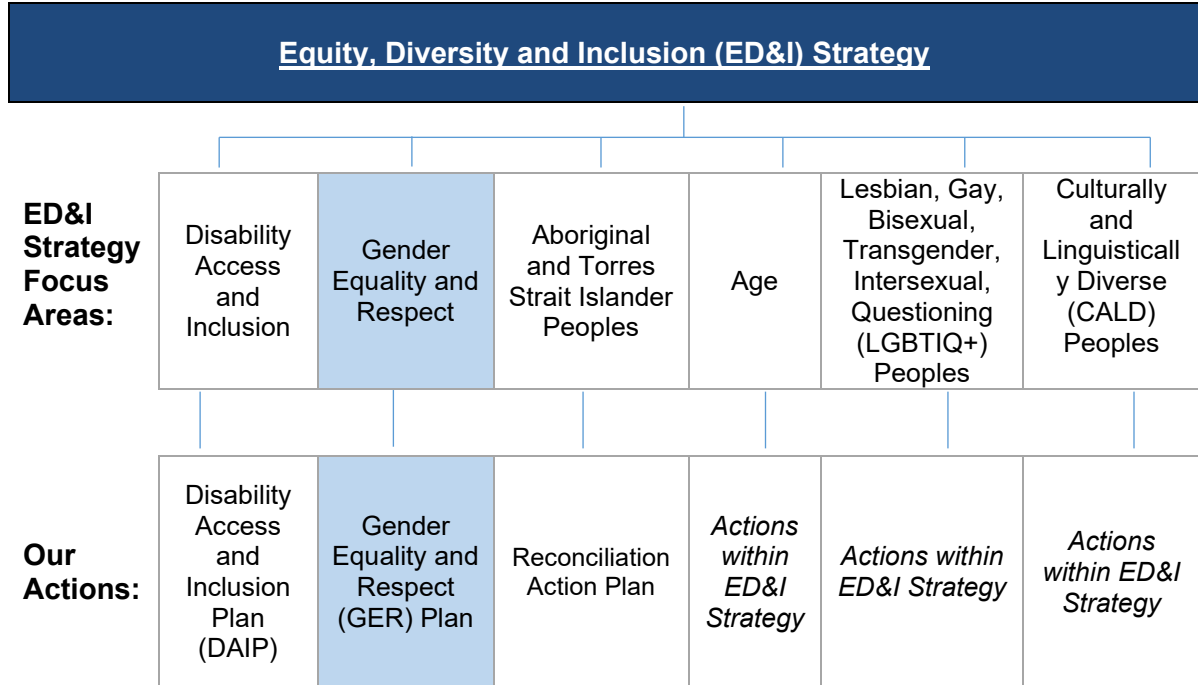 Equity, Diversity and Inclusion (ED&I) Strategy
ED&I
Strategy
Focus
Areas:
Disability
Access
and
Inclusion
Gender
Equality and
Respect
Aboriginal
and Torres
Strait Islander
Peoples
Age
Lesbian, Gay,
Bisexual,
Transgender,
Intersexual,
Questioning
(LGBTIQ+)
Peoples
Culturally
and
Linguisticall
y Diverse
(CALD)
Peoples
Our
Actions:
Disability
Access
and
Inclusion
Plan
(DAIP)
Gender
Equality and
Respect
(GER) Plan
Reconciliation
Action Plan
Actions
within
ED&I
Strategy
Actions within
ED&I Strategy
Actions
within ED&I
Strategy